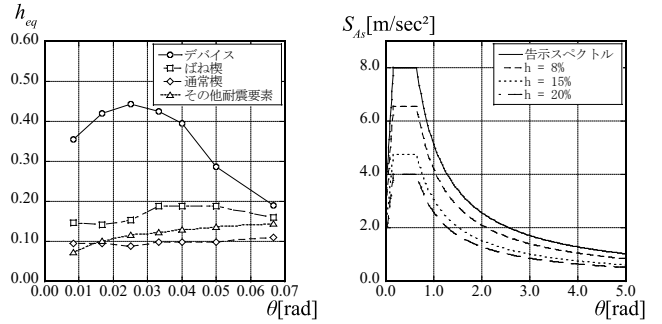 h_eq
0.60
0.50
0.40
0.30
0.20
0.10
0.00
デバイス
ばね楔
通常楔
その他耐震要素
0.00 0.01 0.02 0.03 0.04 0.05 0.06 0.07
θ[rad]
S_As[m/sec²]
8.0
6.0
4.0
2.0
0.0
告示スペクトル
h = 8%
h = 15%
h = 20%
0.0 1.0 2.0 3.0 4.0 5.0
θ[rad]